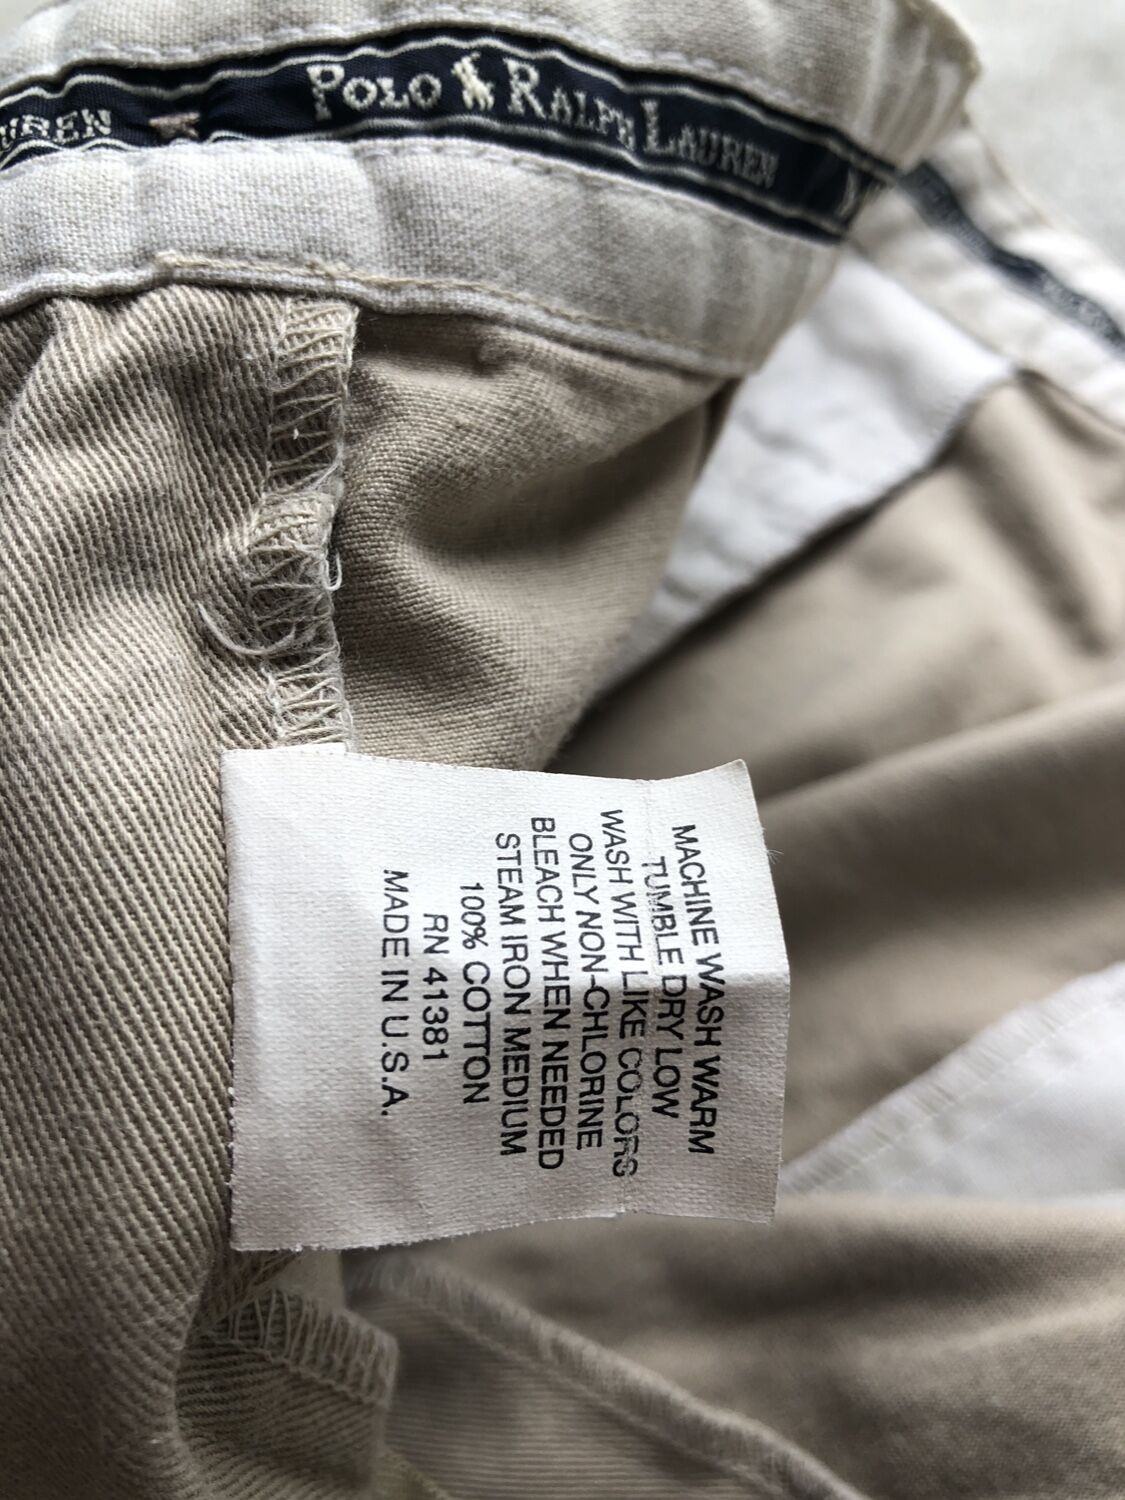 UREN
POLO RALPH LAUREN
MACHINE WASH WARM
TUMBLE DRY LOW
WASH WITH LIKE COLORS
ONLY NON-CHLORINE
BLEACH WHEN NEEDED
STEAM IRON MEDIUM
100% COTTON
RN 41381
MADE IN U.S.A.